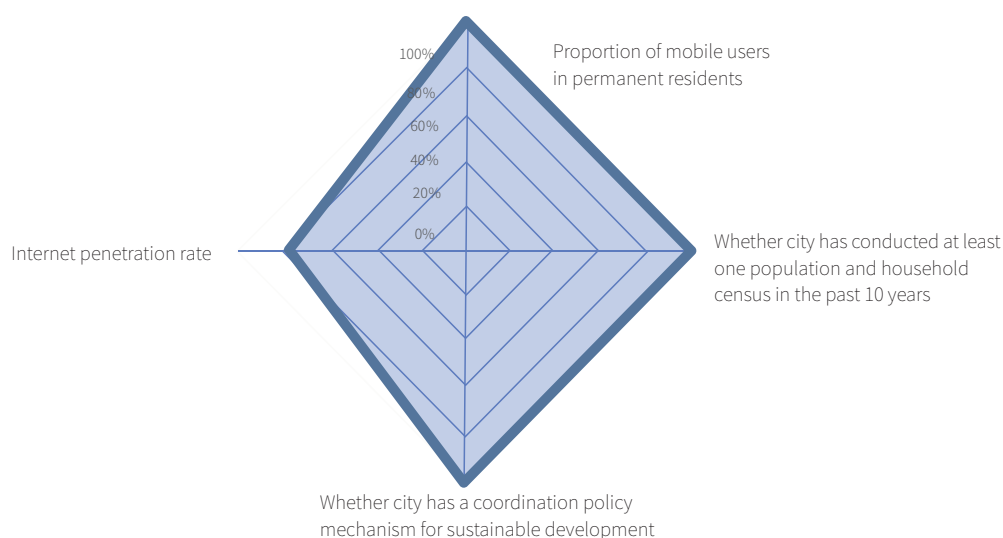 100%
Proportion of mobile users
in permanent residents
80%
60%
40%
20%
0%
Internet penetration rate
Whether city has conducted at least
one population and household
census in the past 10 years
Whether city has a coordination policy
mechanism for sustainable development